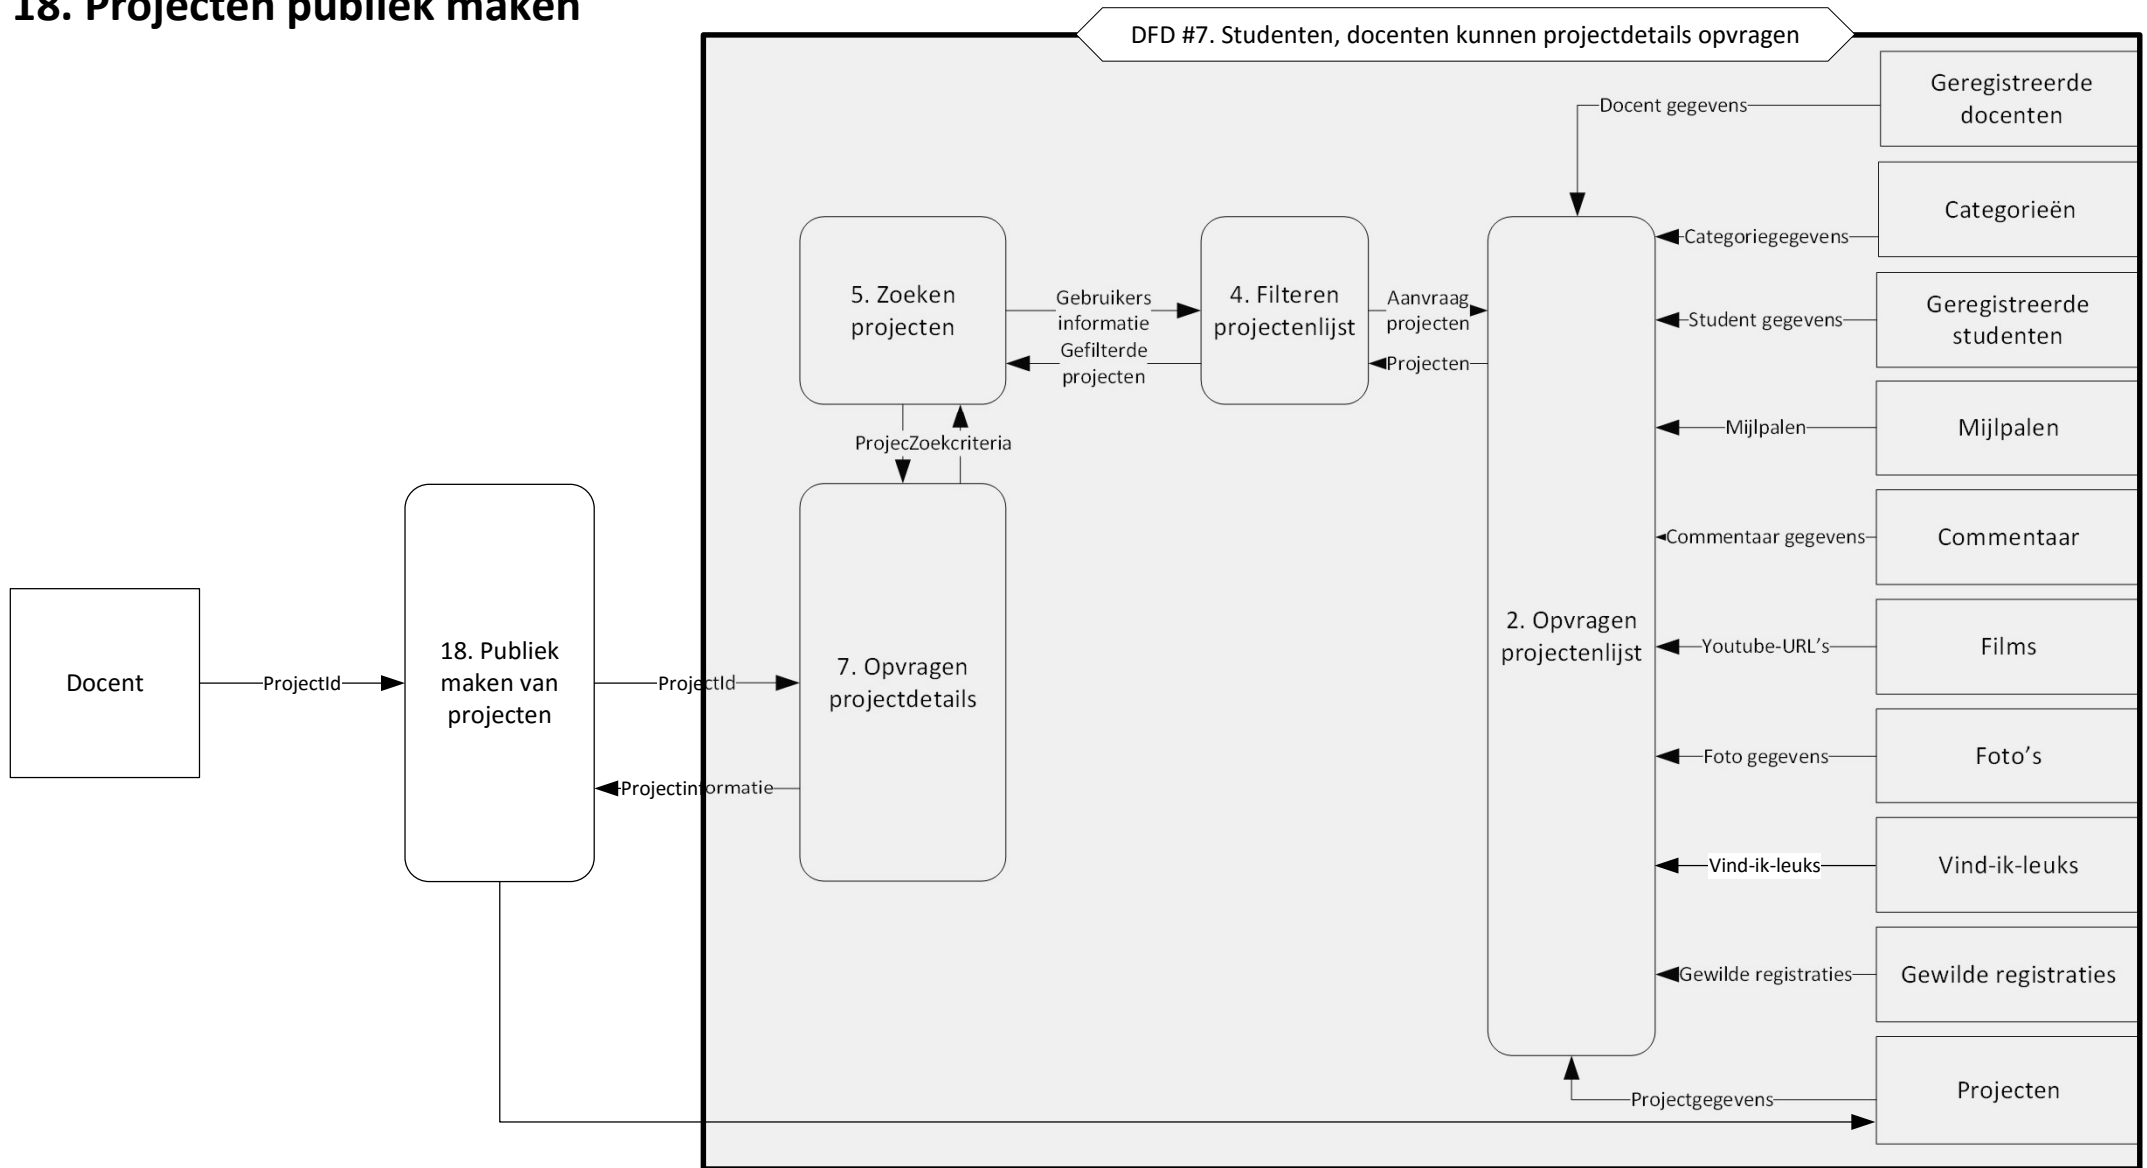 18. Projecten publiek maken
DFD #7. Studenten, docenten kunnen projectdetails opvragen
Geregistreerde
docenten
Docent gegevens
Categorieën
Categoriegegevens
5. Zoeken
projecten
Gebruikers
informatie
Gefilterde
projecten
4. Filteren
projectenlijst
Aanvraag
projecten
Projecten
Geregistreerde
studenten
Student gegevens
Mijlpalen
Mijlpalen
Zoekcriteria
Commentaar gegevens
Commentaar
Docent
ProjectId
18. Publiek
maken van
projecten
ProjectId
Projectinformatie
7. Opvragen
projectdetails
2. Opvragen
projectenlijst
Youtube-URL’s
Films
Foto gegevens
Foto’s
Vind-ik-leuks
Vind-ik-leuks
Gewilde registraties
Gewilde registraties
Projectgegevens
Projecten